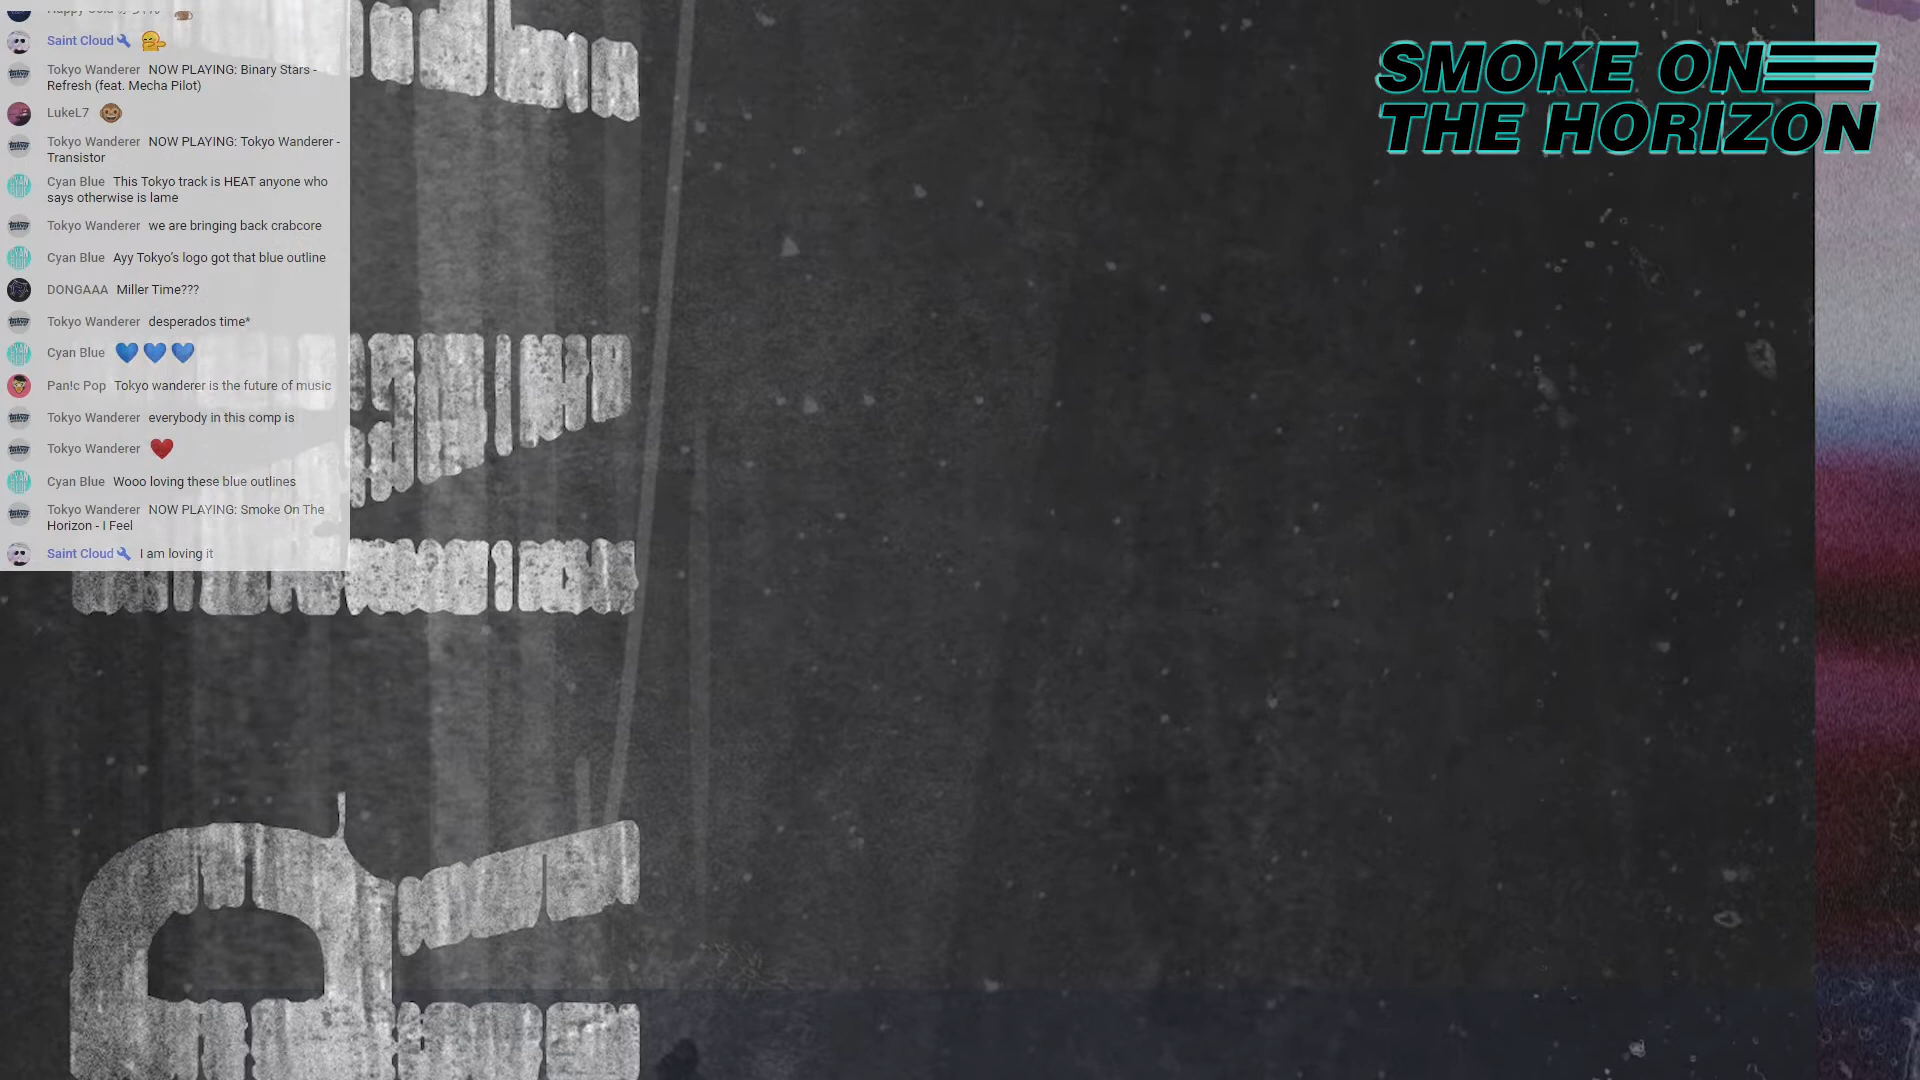 Saint Cloud
Tokyo Wanderer NOW PLAYING: Binary Stars -
Refresh (feat. Mecha Pilot)
LukeL7
Tokyo Wanderer NOW PLAYING: Tokyo Wanderer -
Transistor
Cyan Blue This Tokyo track is HEAT anyone who
says otherwise is lame
Tokyo Wanderer we are bringing back crabcore
Cyan Blue Ayy Tokyo’s logo got that blue outline
DONGAAA Miller Time???
Tokyo Wanderer desperados time*
Cyan Blue 💙 💙 💙
Pan!c Pop Tokyo wanderer is the future of music
Tokyo Wanderer everybody in this comp is
Tokyo Wanderer ❤️
Cyan Blue Wooo loving these blue outlines
Tokyo Wanderer NOW PLAYING: Smoke On The
Horizon - I Feel
Saint Cloud I am loving it
SMOKE ON
THE HORIZON